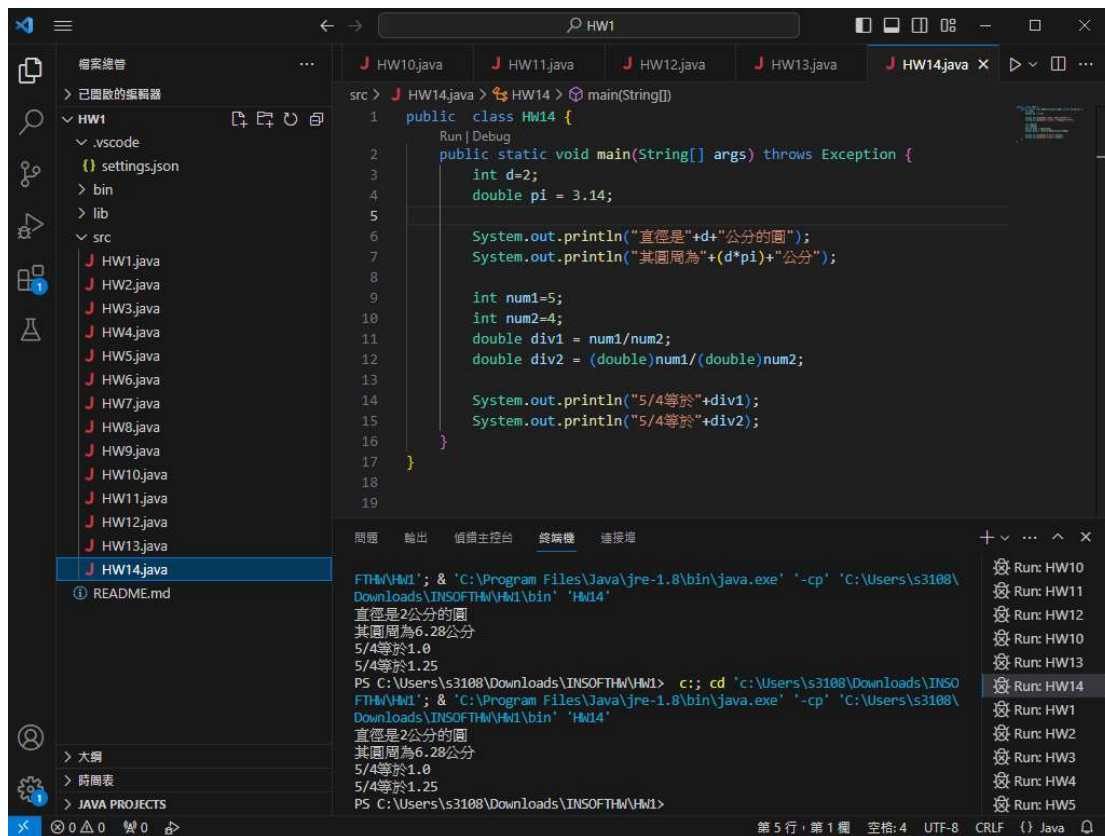 HW1
檔案總管 ···
HW10.java HW11.java HW12.java HW13.java HW14.java
> 已開啟的編輯器
src > HW14.java > HW14 > main(String[])
HW1
.vscode
{} settings.json
> bin
> lib
src
HW1.java
HW2.java
HW3.java
HW4.java
HW5.java
HW6.java
HW7.java
HW8.java
HW9.java
HW10.java
HW11.java
HW12.java
HW13.java
HW14.java
README.md
> 大綱
> 時間表
> JAVA PROJECTS
1 public class HW14 {
Run | Debug
2 public static void main(String[] args) throws Exception {
3 int d=2;
4 double pi = 3.14;
5
6 System.out.println("直徑是"+d+"公分的圓");
7 System.out.println("其圓周為"+(d*pi)+"公分");
8
9 int num1=5;
10 int num2=4;
11 double div1 = num1/num2;
12 double div2 = (double)num1/(double)num2;
13
14 System.out.println("5/4等於"+div1);
15 System.out.println("5/4等於"+div2);
16 }
17 }
18
19
問題 輸出 偵錯主控台 終端機 連接埠
FTHW\HW1'; & 'C:\Program Files\Java\jre-1.8\bin\java.exe' '-cp' 'C:\Users\s3108\
Downloads\INSOFTHW\HW1\bin' 'HW14'
直徑是2公分的圓
其圓周為6.28公分
5/4等於1.0
5/4等於1.25
PS C:\Users\s3108\Downloads\INSOFTHW\HW1> c:; cd 'c:\Users\s3108\Downloads\INSO
FTHW\HW1'; & 'C:\Program Files\Java\jre-1.8\bin\java.exe' '-cp' 'C:\Users\s3108\
Downloads\INSOFTHW\HW1\bin' 'HW14'
直徑是2公分的圓
其圓周為6.28公分
5/4等於1.0
5/4等於1.25
PS C:\Users\s3108\Downloads\INSOFTHW\HW1>
Run: HW10
Run: HW11
Run: HW12
Run: HW10
Run: HW13
Run: HW14
Run: HW1
Run: HW2
Run: HW3
Run: HW4
Run: HW5
1
1
0 0 0 第 5 行，第 1 欄 空格: 4 UTF-8 CRLF {} Java